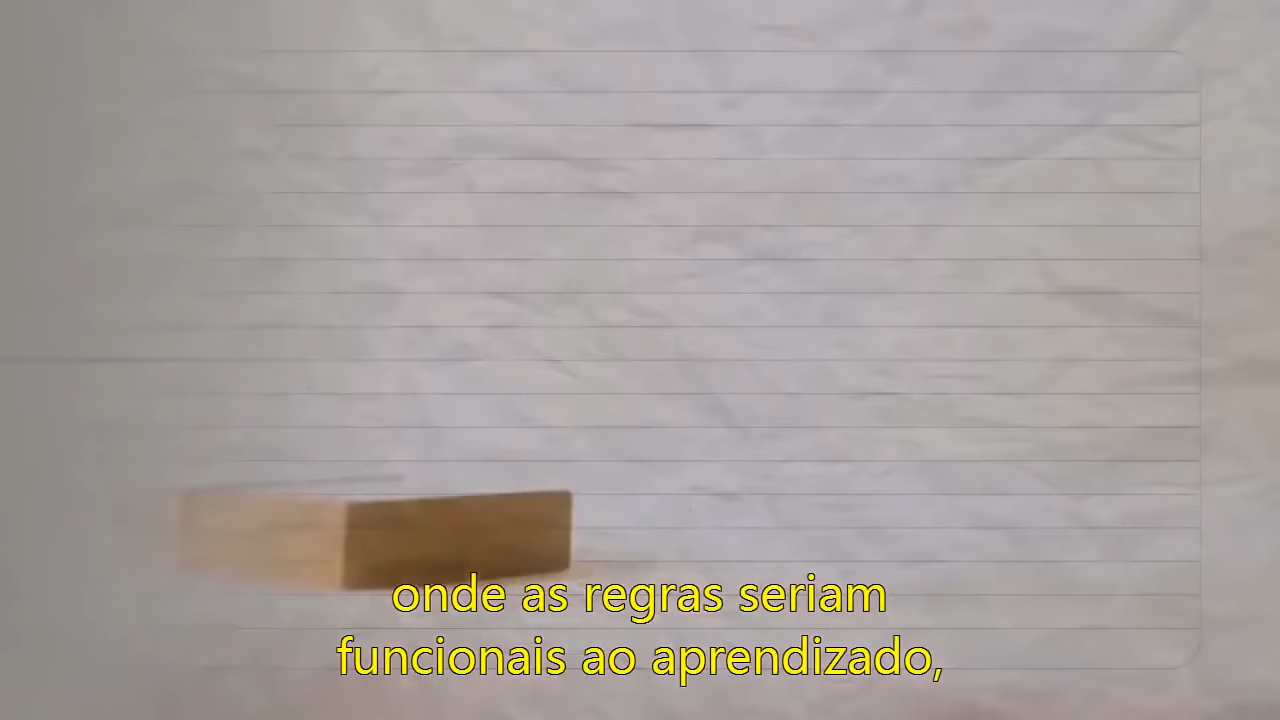 onde as regras seriam
funcionais ao aprendizado,